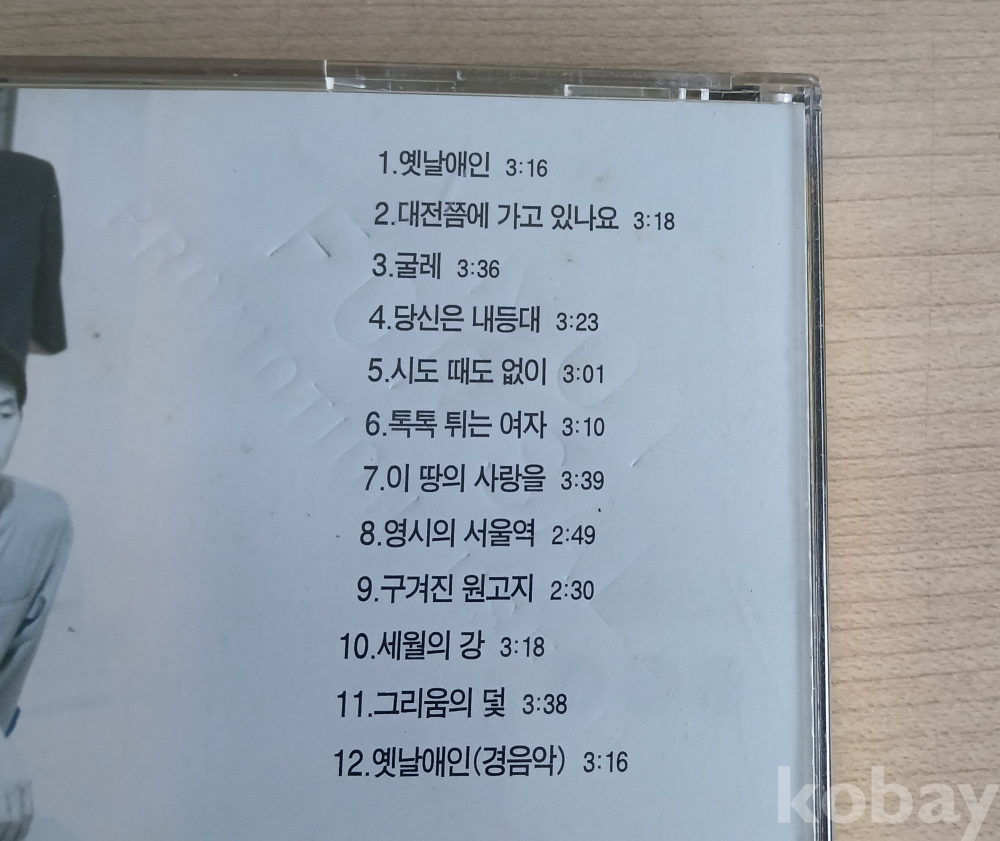 1.옛날애인 3:16
2.대전쯤에 가고 있나요 3:18
3.굴레 3:36
4.당신은 내등대 3:23
5.시도 때도 없이 3:01
6.톡톡 튀는 여자 3:10
7.이 땅의 사랑을 3:39
8.영시의 서울역 2:49
9.구겨진 원고지 2:30
10.세월의 강 3:18
11.그리움의 덫 3:38
12.옛날애인(경음악) 3:16
kobay